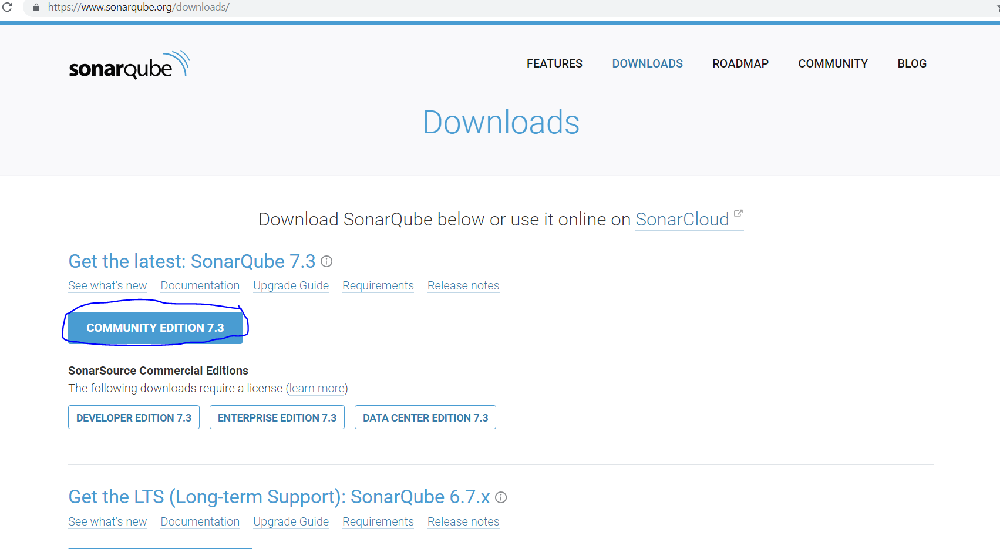 https://www.sonarqube.org/downloads/
sonarqube
FEATURES DOWNLOADS ROADMAP COMMUNITY BLOG
Downloads
Download SonarQube below or use it online on SonarCloud
Get the latest: SonarQube 7.3
See what's new – Documentation – Upgrade Guide – Requirements – Release notes
COMMUNITY EDITION 7.3
SonarSource Commercial Editions
The following downloads require a license (learn more)
DEVELOPER EDITION 7.3 ENTERPRISE EDITION 7.3 DATA CENTER EDITION 7.3
Get the LTS (Long-term Support): SonarQube 6.7.x
See what's new – Documentation – Upgrade Guide – Requirements – Release notes